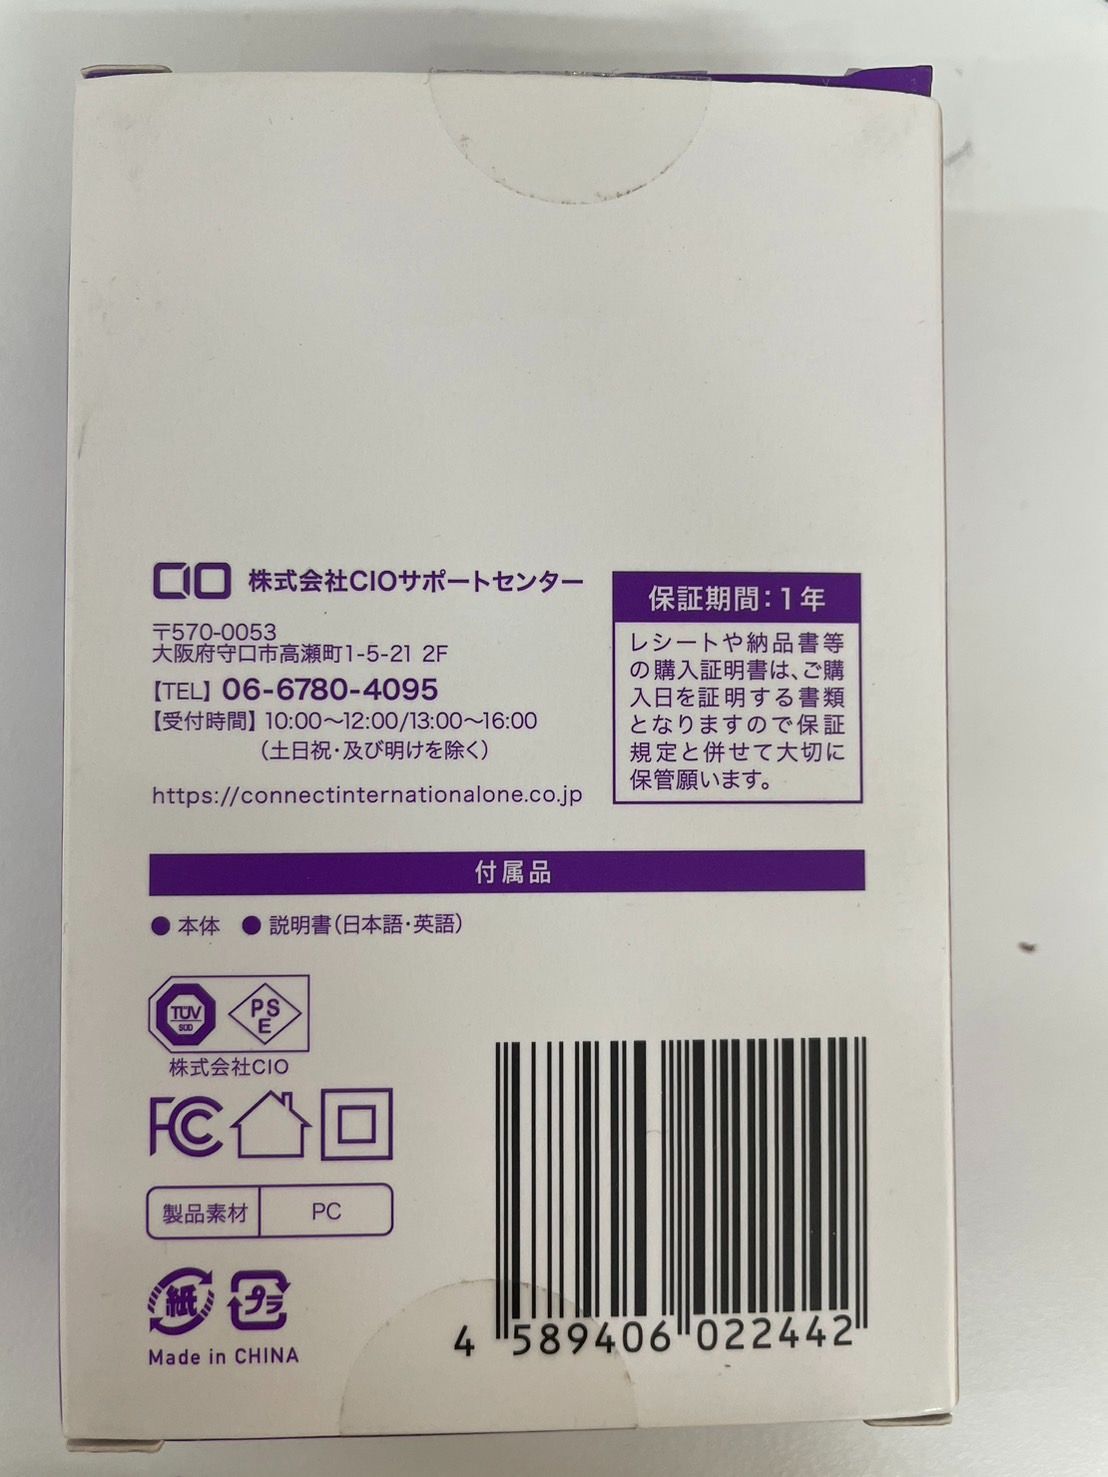 CIO 株式会社CIOサポートセンター
〒570-0053
大阪府守口市高瀬町1-5-21 2F
【TEL】06-6780-4095
【受付時間】10:00〜12:00/13:00〜16:00
(土日祝・及び明けを除く)
https://connectinternationalone.co.jp
保証期間:1年
レシートや納品書等
の購入証明書は、ご購
入日を証明する書類
となりますので保証
規定と併せて大切に
保管願います。
付属品
● 本体 ● 説明書(日本語・英語)
TÜV
SÜD
PS
E
株式会社CIO
FC
製品素材 PC
紙 プラ
Made in CHINA
4 589406 022442